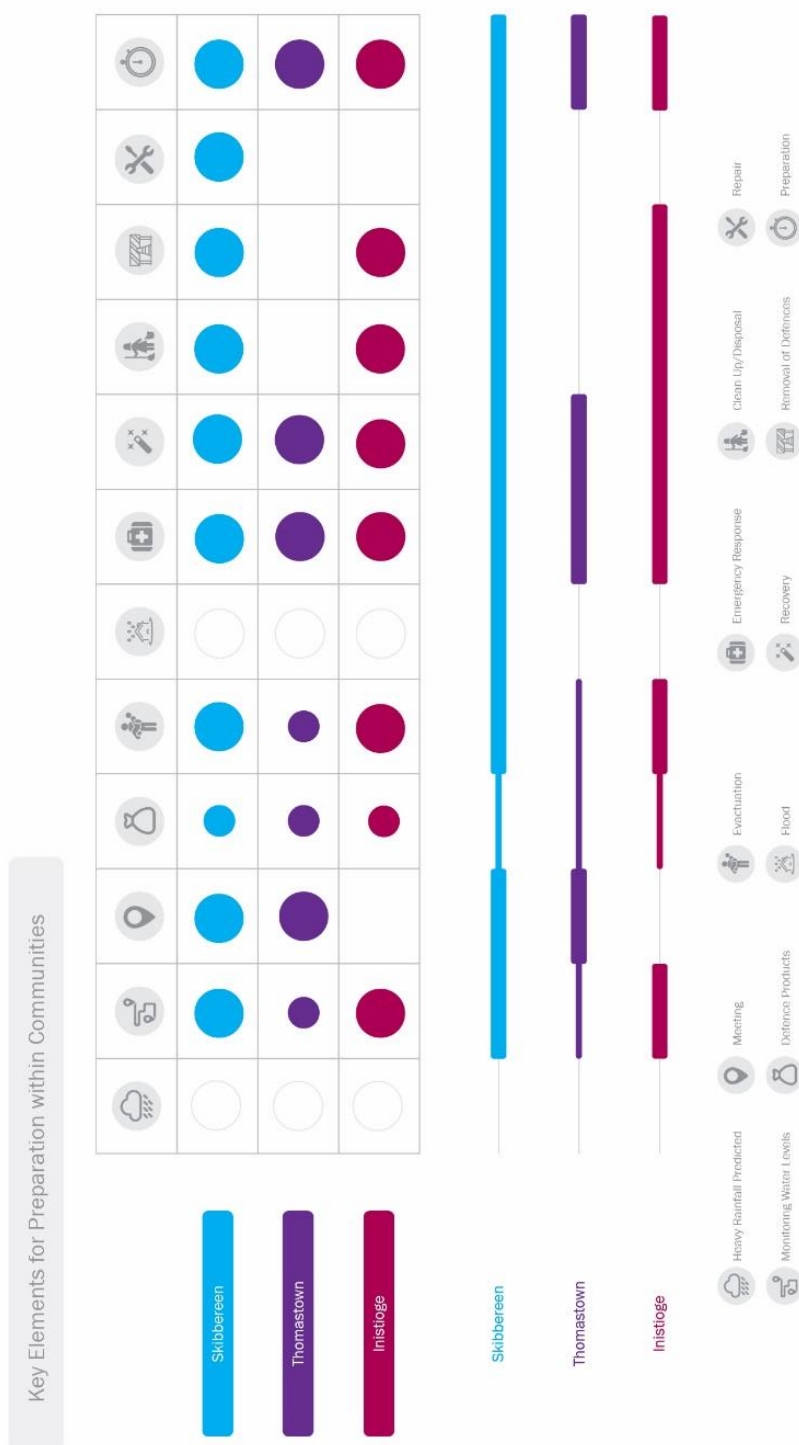 Key Elements for Preparation within Communities
Skibbereen
Thomastown
Inistioge
Skibbereen
Thomastown
Inistioge
Heavy Rainfall Predicted
Meeting
Evactuation
Emergency Response
Clean Up/Disposal
Repair
Monitoring Water Levels
Defence Products
Flood
Recovery
Removal of Defences
Preparation